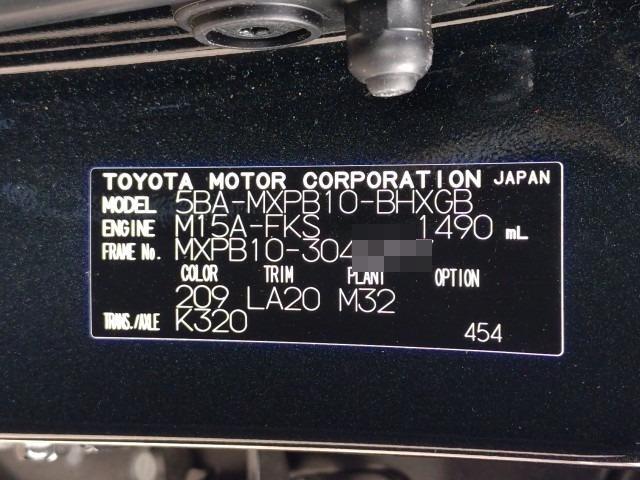 TOYOTA MOTOR CORPORATION JAPAN
MODEL 5BA-MXPB10-BHXGB
ENGINE M15A-FKS 1490 mL
FRAME No. MXPB10-304
COLOR TRIM PLANT OPTION
209 LA20 M32
TRANS./AXLE K320
454